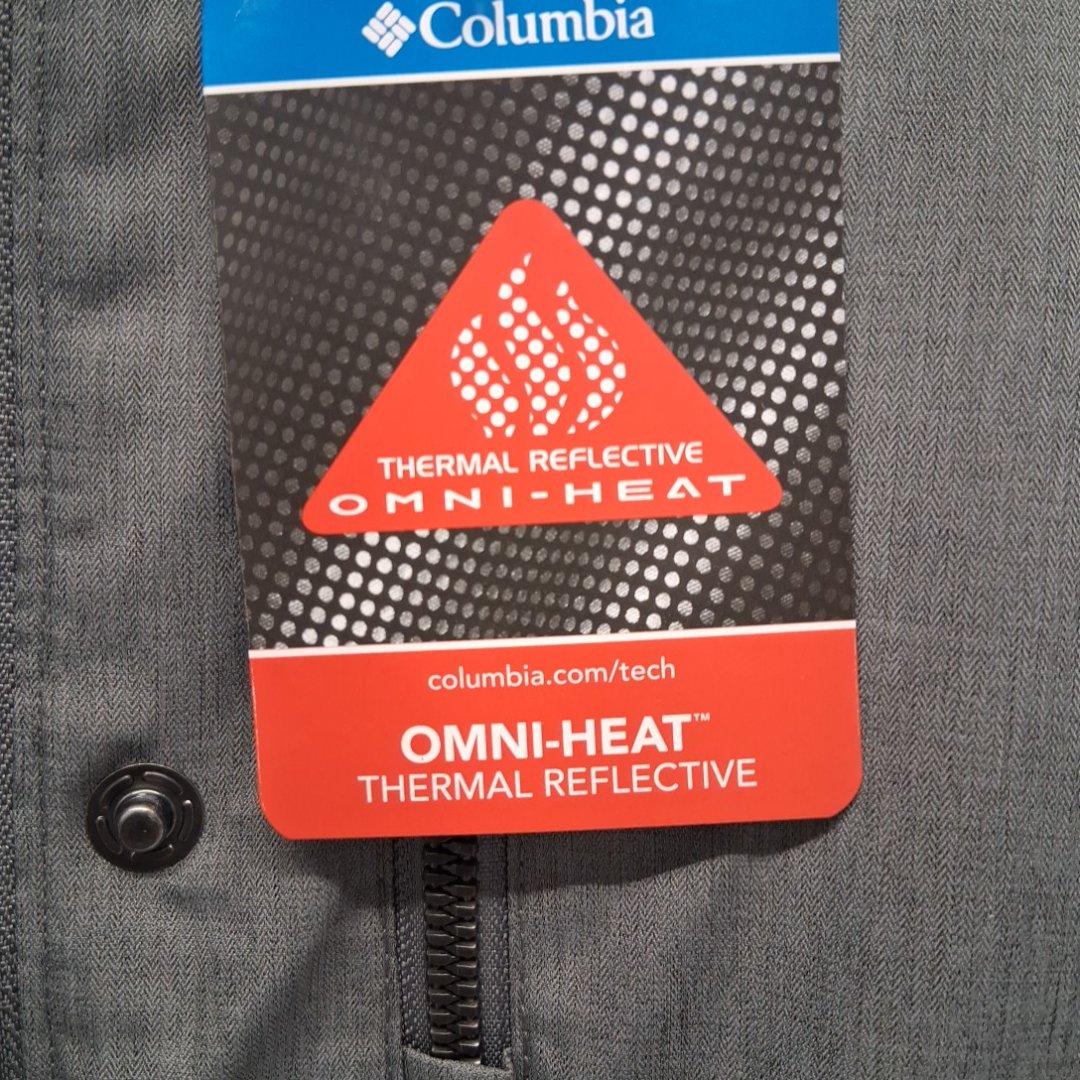 Columbia
THERMAL REFLECTIVE
OMNI-HEAT
columbia.com/tech
OMNI-HEAT™
THERMAL REFLECTIVE